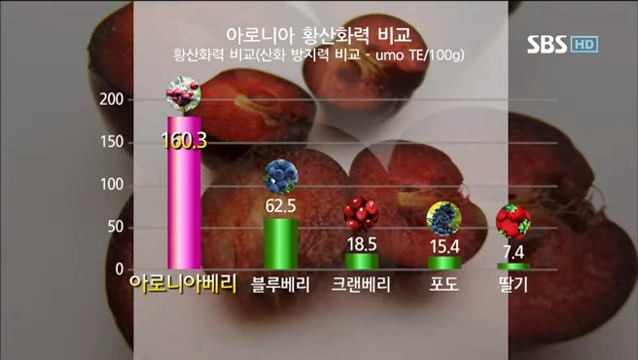 아로니아 황산화력 비교
황산화력 비교(산화 방지력 비교 - umo TE/100g)
SBS HD
200
150
100
50
0
160.3
62.5
18.5
15.4
7.4
아로니아베리
블루베리
크랜베리
포도
딸기